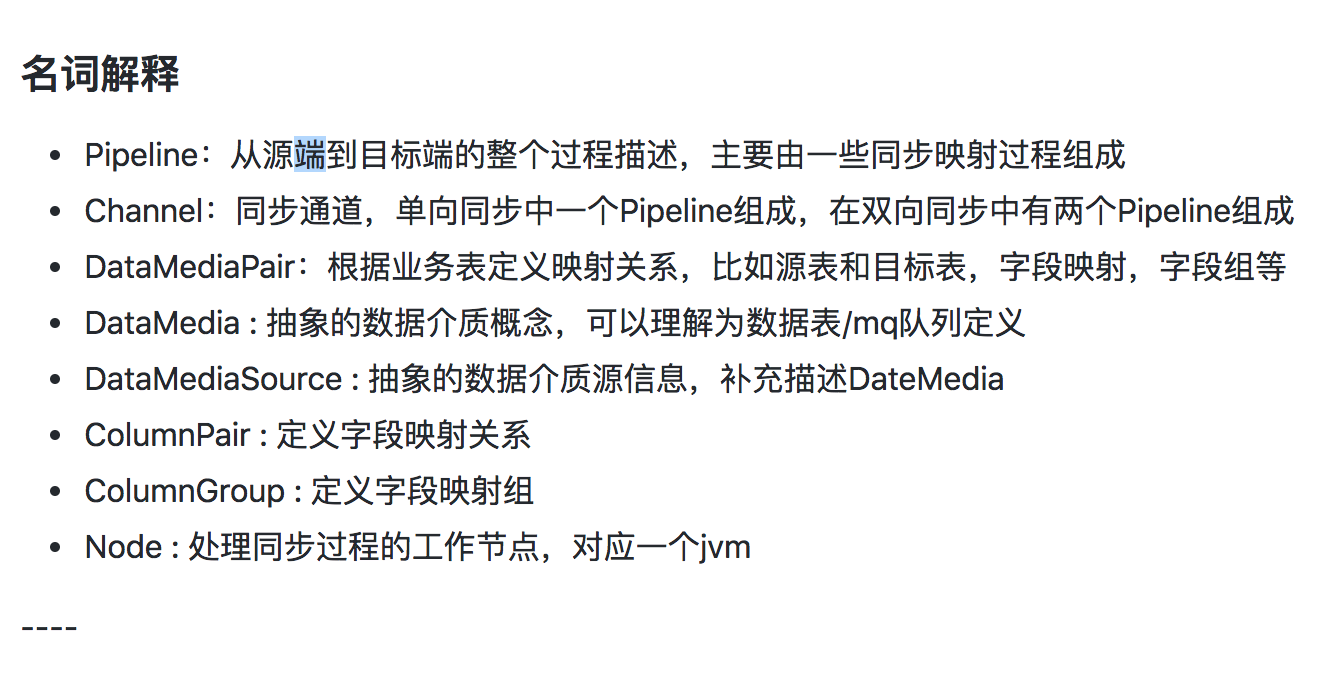 名词解释
Pipeline：从源端到目标端的整个过程描述，主要由一些同步映射过程组成
Channel：同步通道，单向同步中一个Pipeline组成，在双向同步中有两个Pipeline组成
DataMediaPair：根据业务表定义映射关系，比如源表和目标表，字段映射，字段组等
DataMedia : 抽象的数据介质概念，可以理解为数据表/mq队列定义
DataMediaSource : 抽象的数据介质源信息，补充描述DateMedia
ColumnPair : 定义字段映射关系
ColumnGroup : 定义字段映射组
Node : 处理同步过程的工作节点，对应一个jvm
----